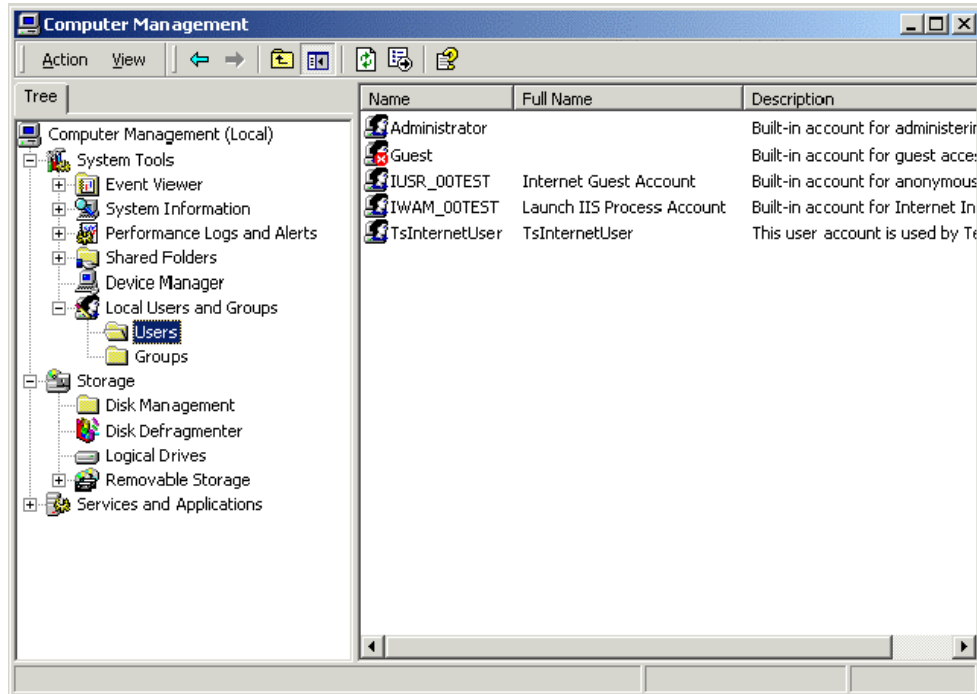 Computer Management
Action View
Tree
Computer Management (Local)
System Tools
Event Viewer
System Information
Performance Logs and Alerts
Shared Folders
Device Manager
Local Users and Groups
Users
Groups
Storage
Disk Management
Disk Defragmenter
Logical Drives
Removable Storage
Services and Applications
Name Full Name Description
Administrator Built-in account for administerin
Guest Built-in account for guest acces
IUSR_00TEST Internet Guest Account Built-in account for anonymous
IWAM_00TEST Launch IIS Process Account Built-in account for Internet In
TsInternetUser TsInternetUser This user account is used by Te